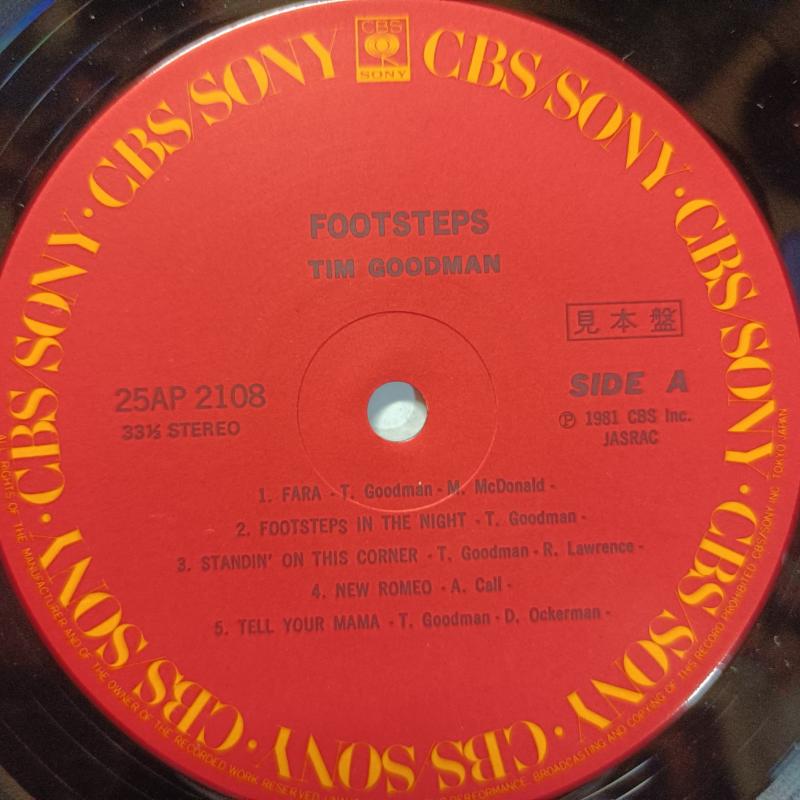 CBS
SONY
CBS/SONY · CBS/SONY · CBS/SONY · CBS/SONY · CBS/SONY · CBS/SONY · CBS/SONY · CBS/SONY · CBS/SONY
FOOTSTEPS
TIM GOODMAN
見本盤
25AP 2108
33⅓ STEREO
SIDE A
Ⓟ 1981 CBS Inc.
JASRAC
1. FARA - T. Goodman - M. McDonald -
2. FOOTSTEPS IN THE NIGHT - T. Goodman -
3. STANDIN' ON THIS CORNER - T. Goodman - R. Lawrence -
4. NEW ROMEO - A. Call -
5. TELL YOUR MAMA - T. Goodman - D. Ockerman -
ALL RIGHTS OF THE MANUFACTURER AND OF THE OWNER OF THE RECORDED WORK RESERVED PERFORMANCE, BROADCASTING AND COPYING OF THIS RECORD PROHIBITED CBS/SONY INC. TOKYO JAPAN